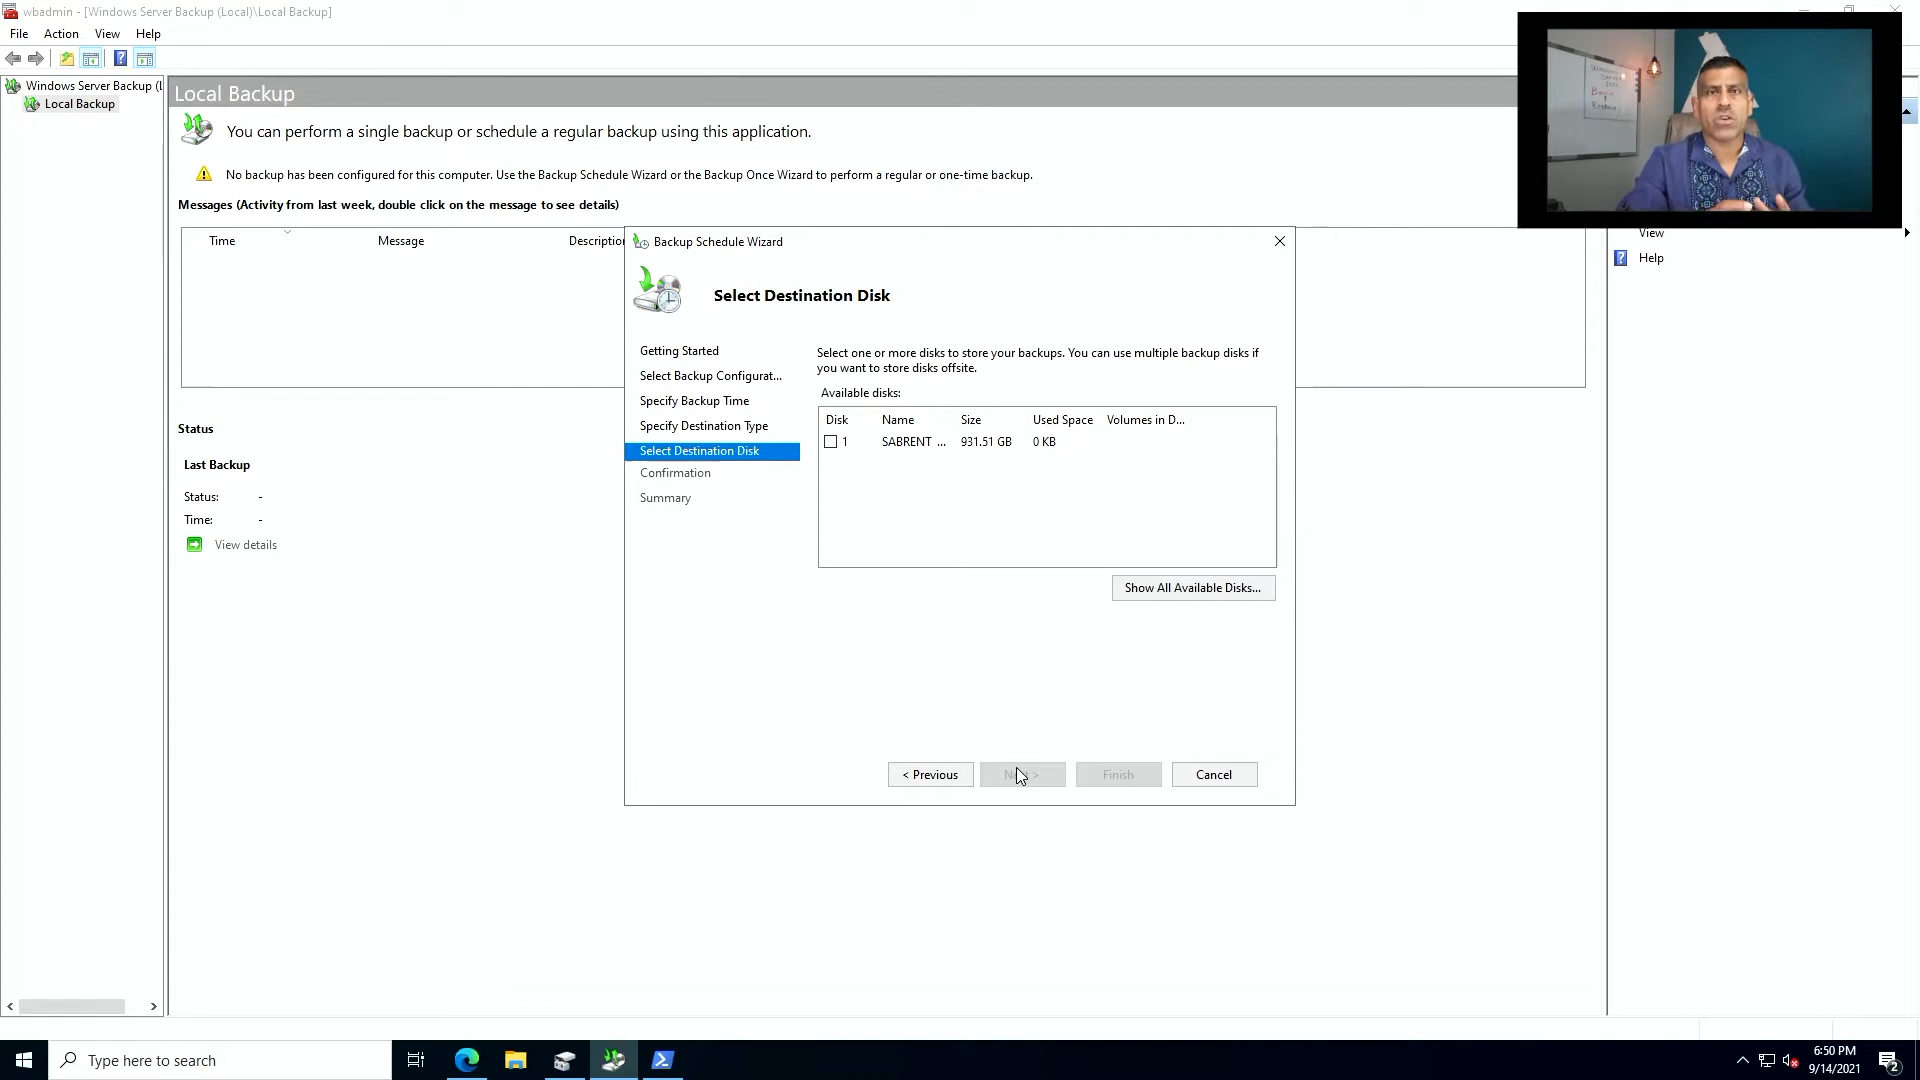 wbadmin - [Windows Server Backup (Local)\Local Backup]
File Action View Help
Windows Server Backup (L
Local Backup
Local Backup
You can perform a single backup or schedule a regular backup using this application.
No backup has been configured for this computer. Use the Backup Schedule Wizard or the Backup Once Wizard to perform a regular or one-time backup.
Messages (Activity from last week, double click on the message to see details)
Time Message Description
Status
Last Backup
Status: -
Time: -
View details
Backup Schedule Wizard
Select Destination Disk
Getting Started
Select Backup Configurat...
Specify Backup Time
Specify Destination Type
Select Destination Disk
Confirmation
Summary
Select one or more disks to store your backups. You can use multiple backup disks if
you want to store disks offsite.
Available disks:
Disk Name Size Used Space Volumes in D...
1 SABRENT ... 931.51 GB 0 KB
Show All Available Disks...
< Previous
Next >
Finish
Cancel
View
Help
Type here to search
6:50 PM
9/14/2021
2